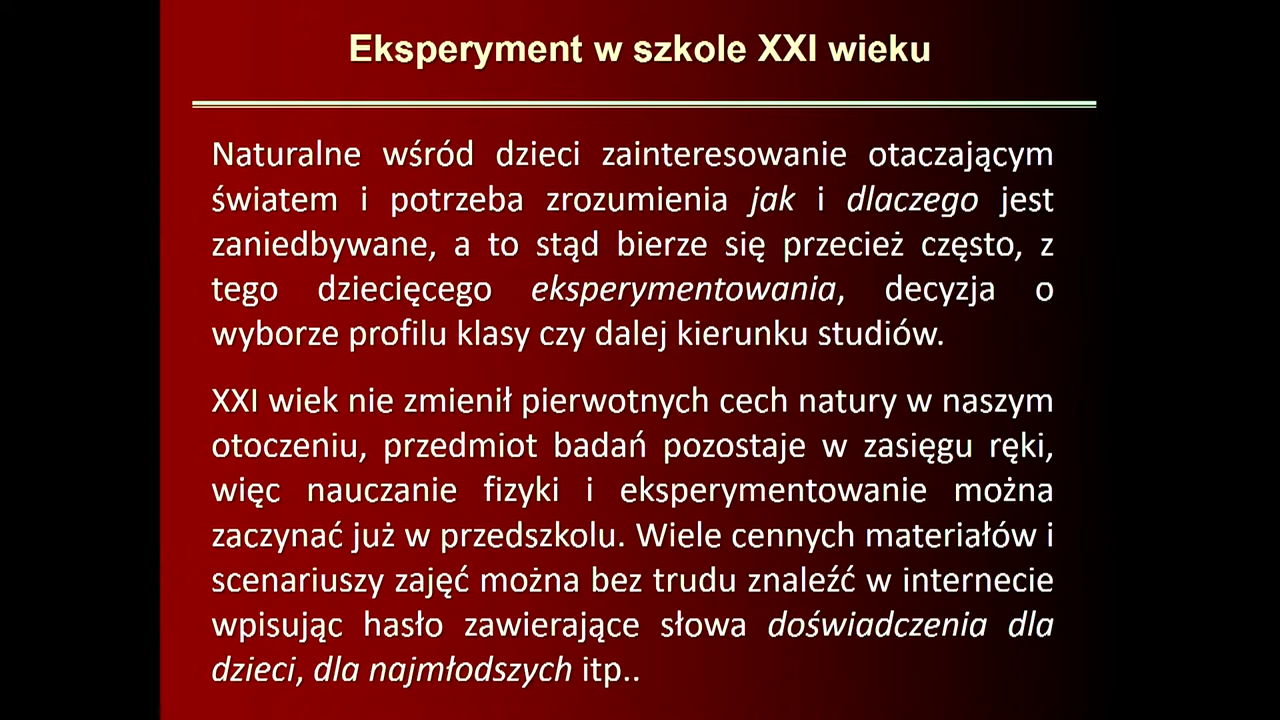 Eksperyment w szkole XXI wieku
Naturalne wśród dzieci zainteresowanie otaczającym
światem i potrzeba zrozumienia jak i dlaczego jest
zaniedbywane, a to stąd bierze się przecież często, z
tego dziecięcego eksperymentowania, decyzja o
wyborze profilu klasy czy dalej kierunku studiów.
XXI wiek nie zmienił pierwotnych cech natury w naszym
otoczeniu, przedmiot badań pozostaje w zasięgu ręki,
więc nauczanie fizyki i eksperymentowanie można
zaczynać już w przedszkolu. Wiele cennych materiałów i
scenariuszy zajęć można bez trudu znaleźć w internecie
wpisując hasło zawierające słowa doświadczenia dla
dzieci, dla najmłodszych itp..